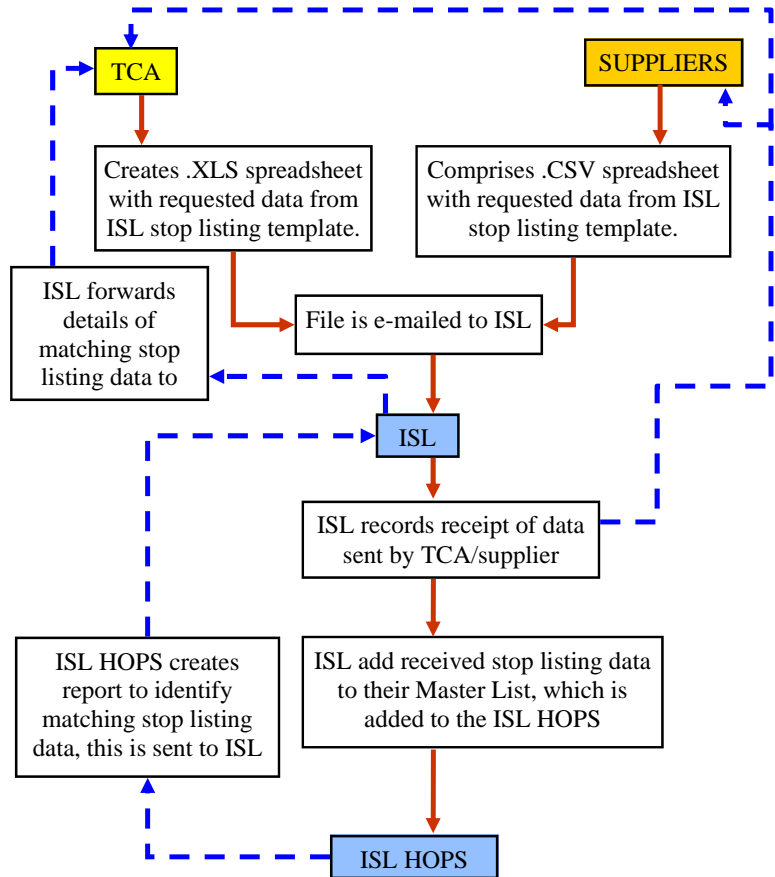 TCA
SUPPLIERS
Creates .XLS spreadsheet
with requested data from
ISL stop listing template.
Comprises .CSV spreadsheet
with requested data from ISL
stop listing template.
ISL forwards
details of
matching stop
listing data to
File is e-mailed to ISL
ISL
ISL records receipt of data
sent by TCA/supplier
ISL HOPS creates
report to identify
matching stop listing
data, this is sent to ISL
ISL add received stop listing data
to their Master List, which is
added to the ISL HOPS
ISL HOPS